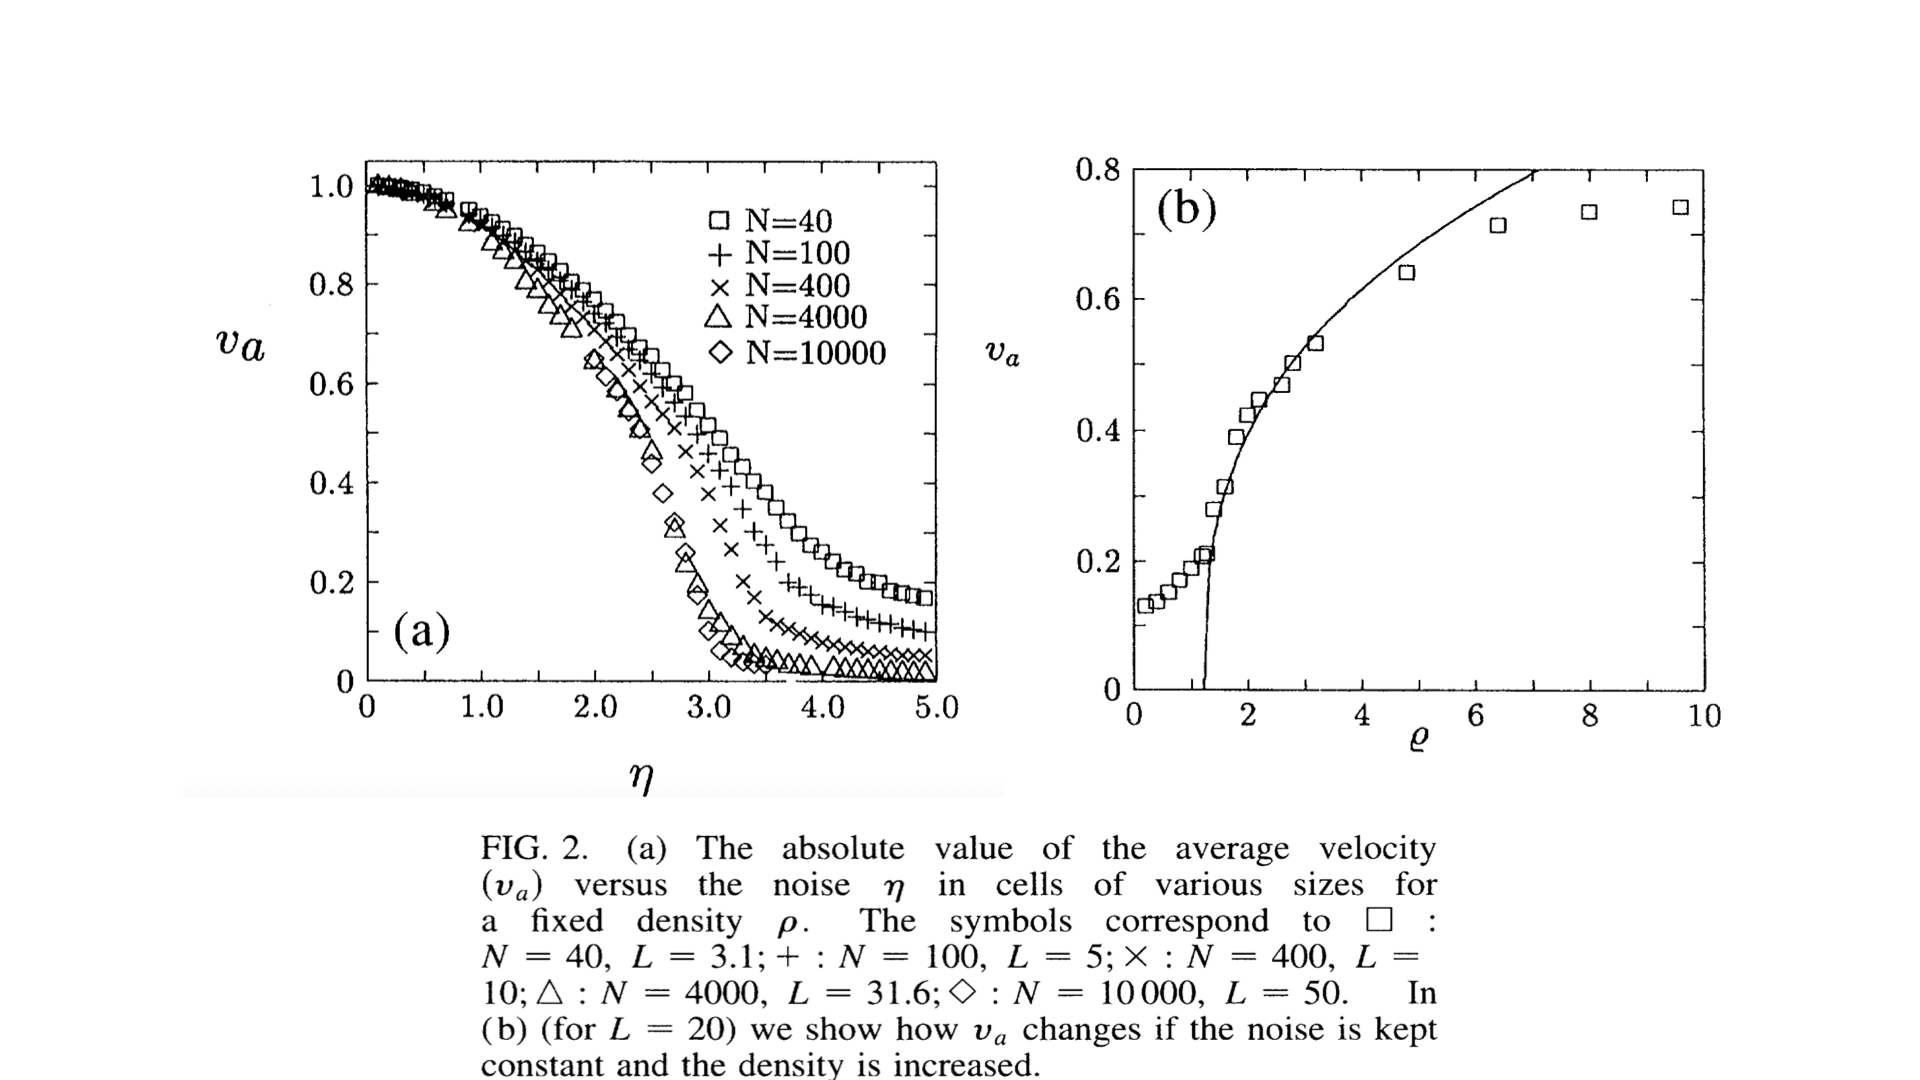 1.0
0.8
0.6
0.4
0.2
0
v_a
□ N=40
+ N=100
× N=400
△ N=4000
◇ N=10000
(a)
0 1.0 2.0 3.0 4.0 5.0
η
0.8
0.6
0.4
0.2
0
v_a
(b)
0 2 4 6 8 10
ϱ
FIG. 2. (a) The absolute value of the average velocity
(v_a) versus the noise η in cells of various sizes for
a fixed density ρ. The symbols correspond to □ :
N = 40, L = 3.1; + : N = 100, L = 5; × : N = 400, L =
10; △ : N = 4000, L = 31.6; ◇ : N = 10 000, L = 50. In
(b) (for L = 20) we show how v_a changes if the noise is kept
constant and the density is increased.